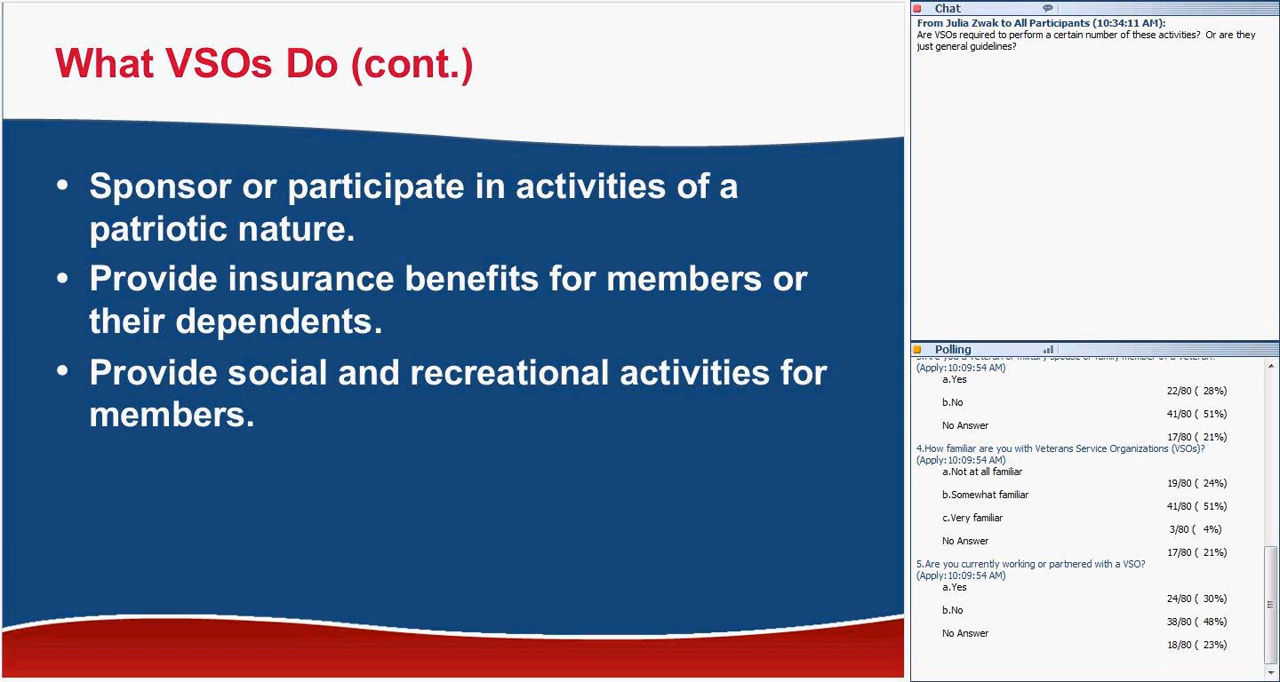 What VSOs Do (cont.)
• Sponsor or participate in activities of a
patriotic nature.
• Provide insurance benefits for members or
their dependents.
• Provide social and recreational activities for
members.
Chat
From Julia Zwak to All Participants (10:34:11 AM):
Are VSOs required to perform a certain number of these activities?  Or are they
just general guidelines?
Polling
(Apply:10:09:54 AM)
a.Yes
22/80 ( 28%)
b.No
41/80 ( 51%)
No Answer
17/80 ( 21%)
4.How familiar are you with Veterans Service Organizations (VSOs)?
(Apply:10:09:54 AM)
a.Not at all familiar
19/80 ( 24%)
b.Somewhat familiar
41/80 ( 51%)
c.Very familiar
3/80 ( 4%)
No Answer
17/80 ( 21%)
5.Are you currently working or partnered with a VSO?
(Apply:10:09:54 AM)
a.Yes
24/80 ( 30%)
b.No
38/80 ( 48%)
No Answer
18/80 ( 23%)